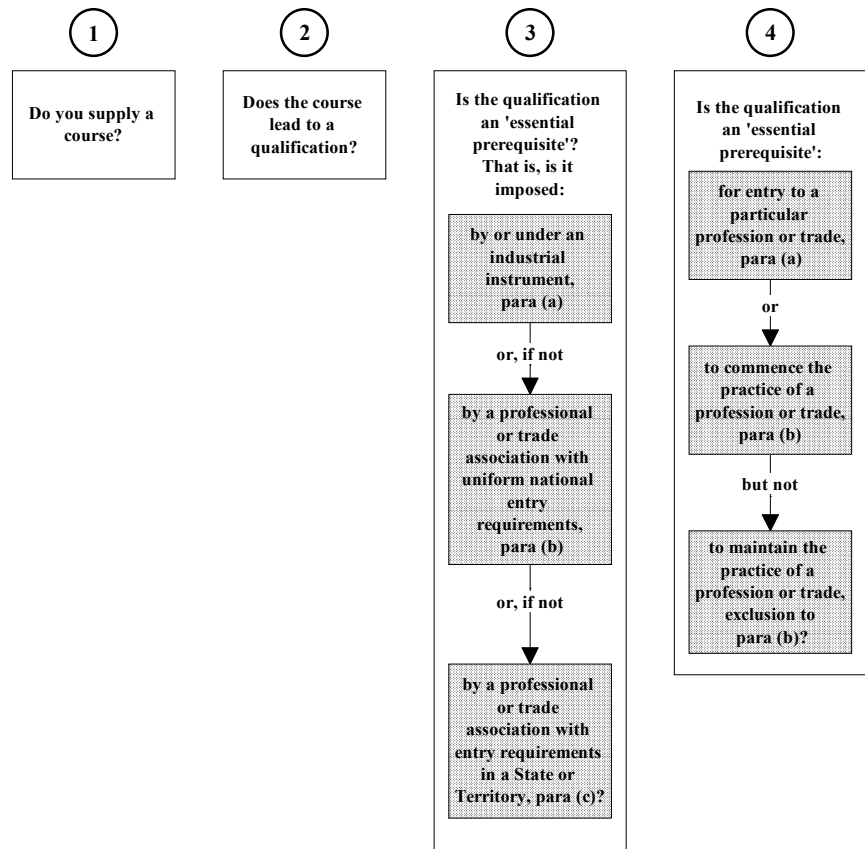 1
Do you supply a
course?
2
Does the course
lead to a
qualification?
3
Is the qualification
an 'essential
prerequisite'?
That is, is it
imposed:
by or under an
industrial
instrument,
para (a)
or, if not
by a professional
or trade
association with
uniform national
entry
requirements,
para (b)
or, if not
by a professional
or trade
association with
entry requirements
in a State or
Territory, para (c)?
4
Is the qualification
an 'essential
prerequisite':
for entry to a
particular
profession or trade,
para (a)
or
to commence the
practice of a
profession or trade,
para (b)
but not
to maintain the
practice of a
profession or trade,
exclusion to
para (b)?